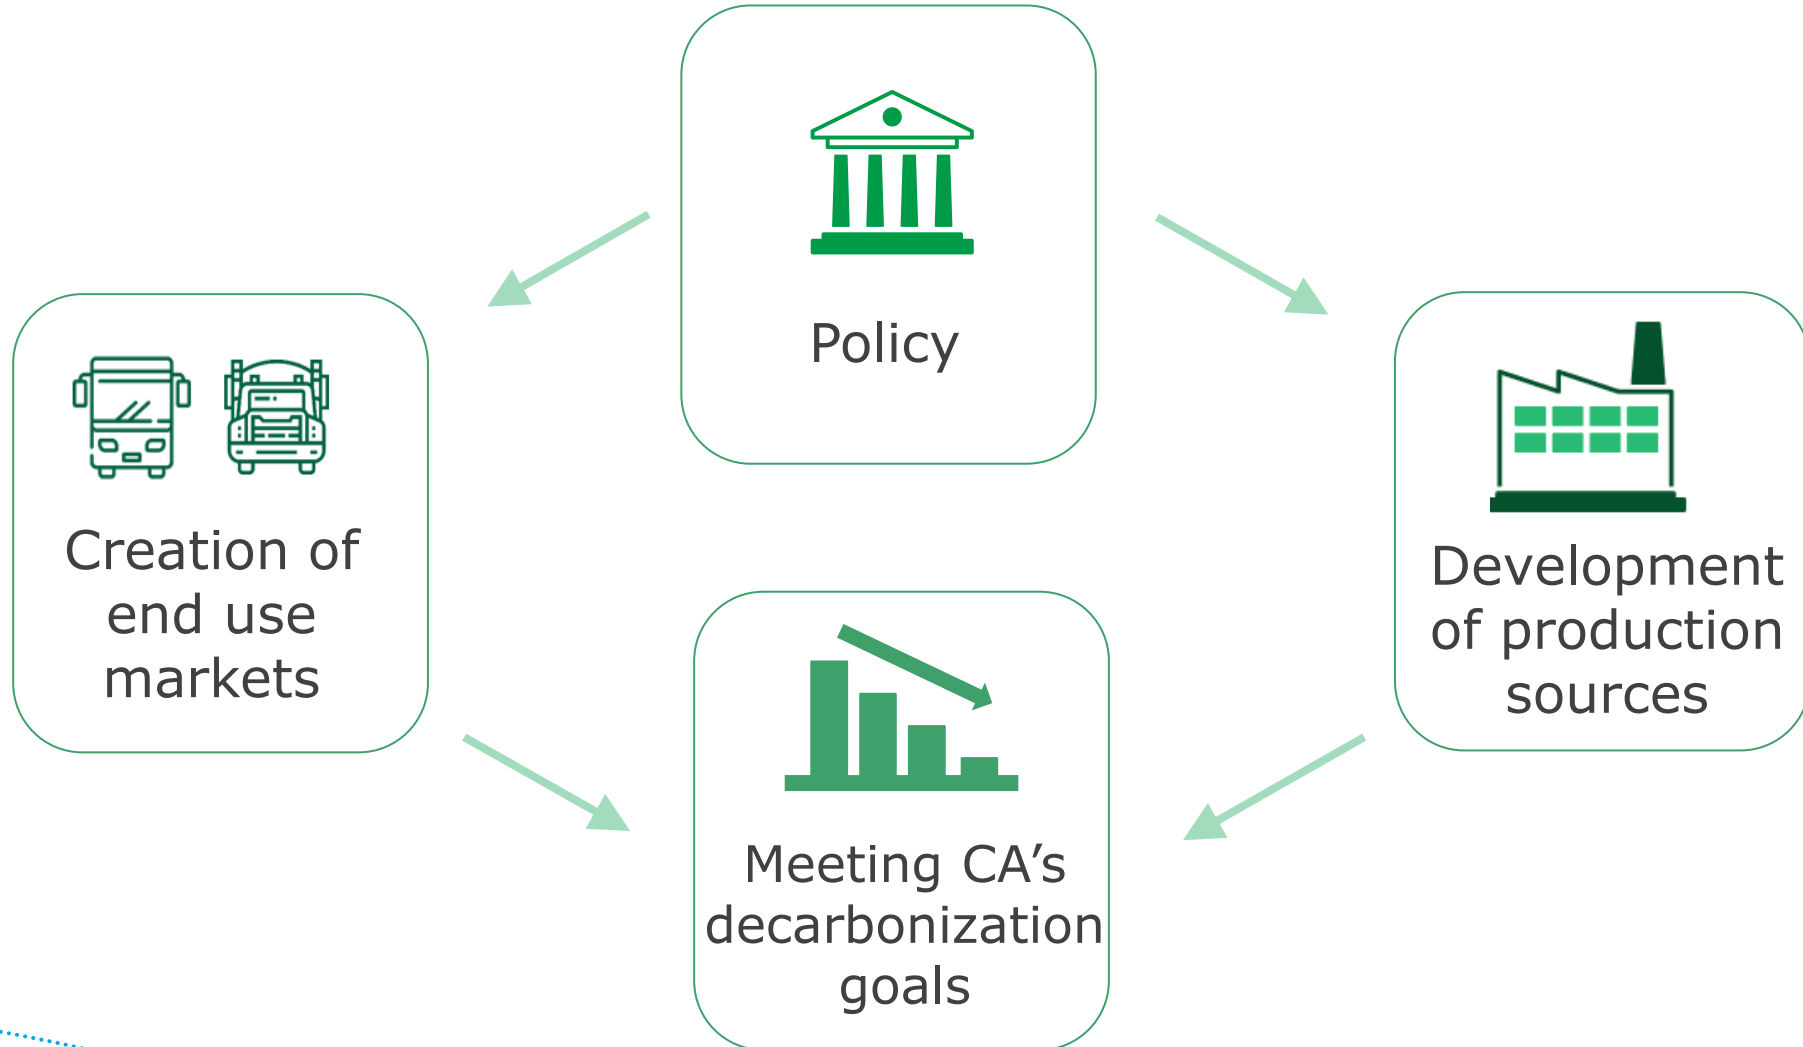 Policy
Creation of
end use
markets
Development
of production
sources
Meeting CA’s
decarbonization
goals